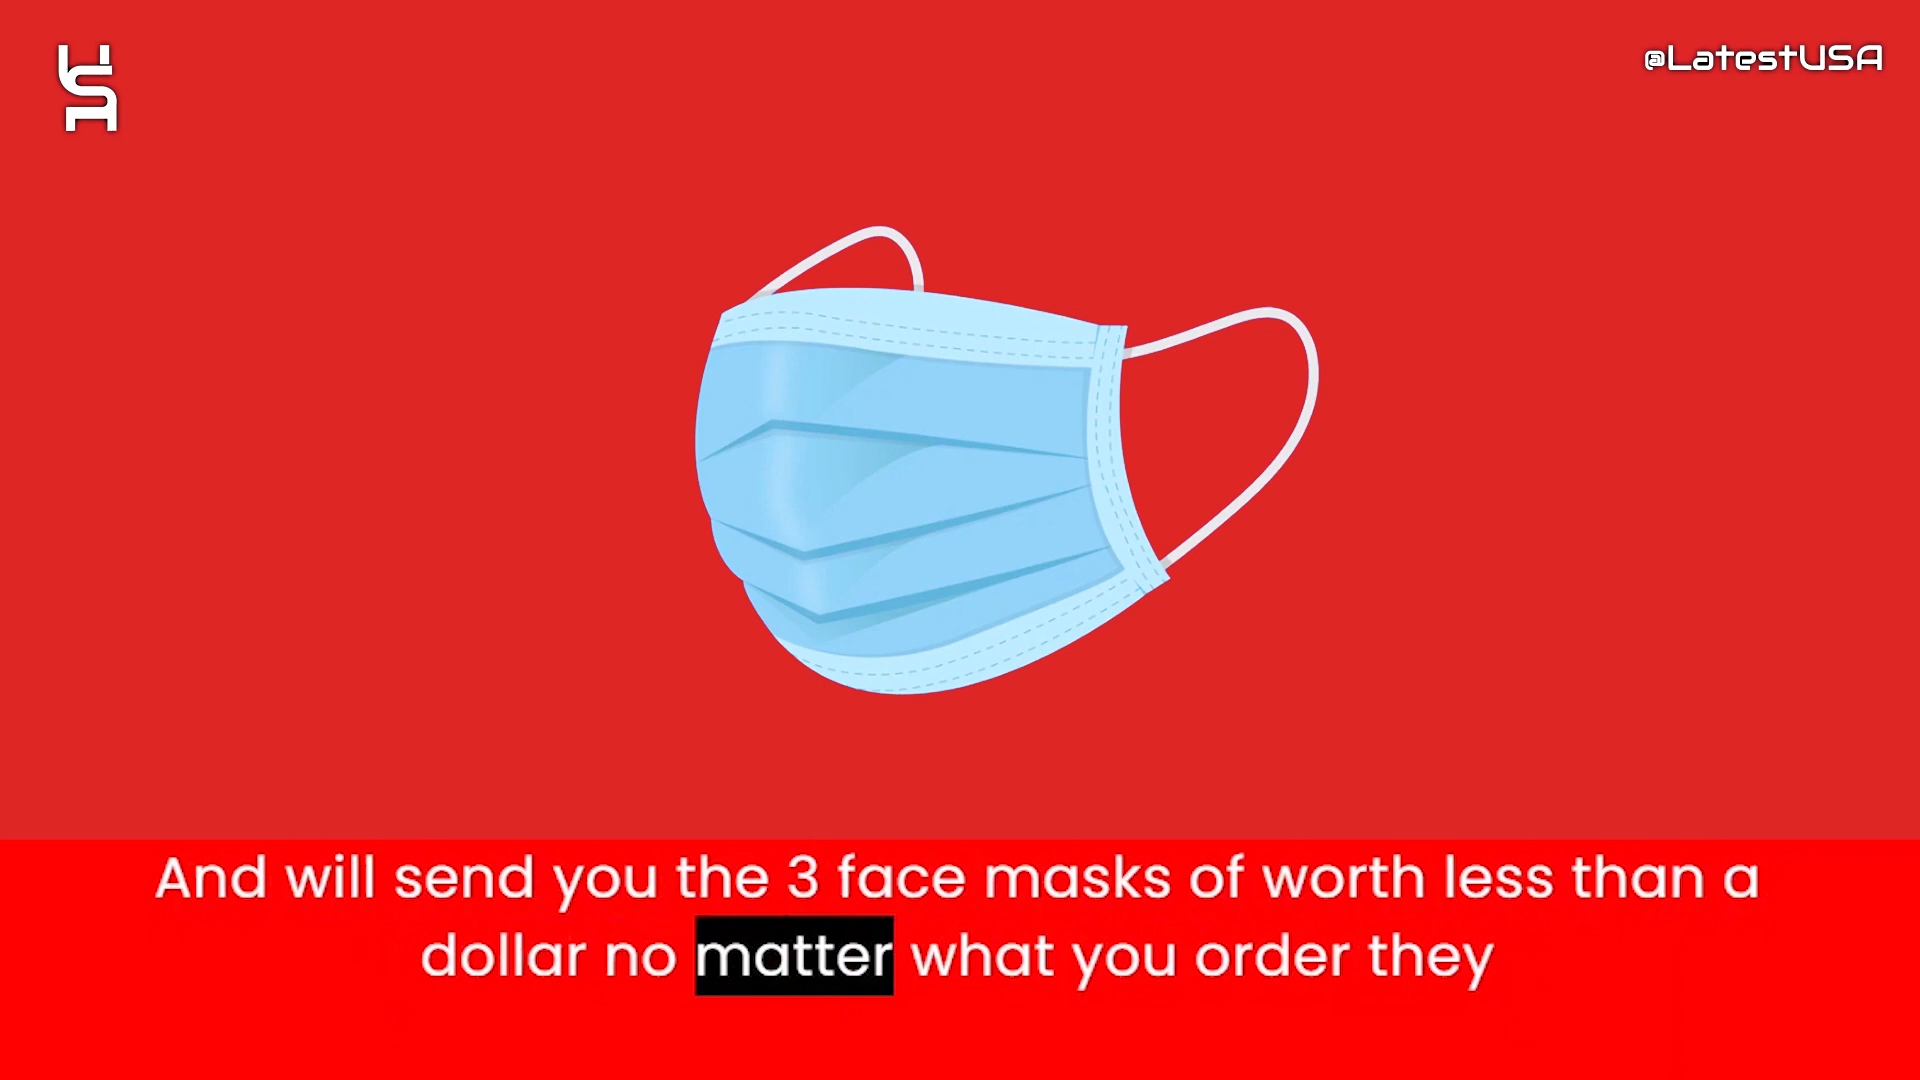 USA
@LatestUSA
And will send you the 3 face masks of worth less than a
dollar no matter what you order they